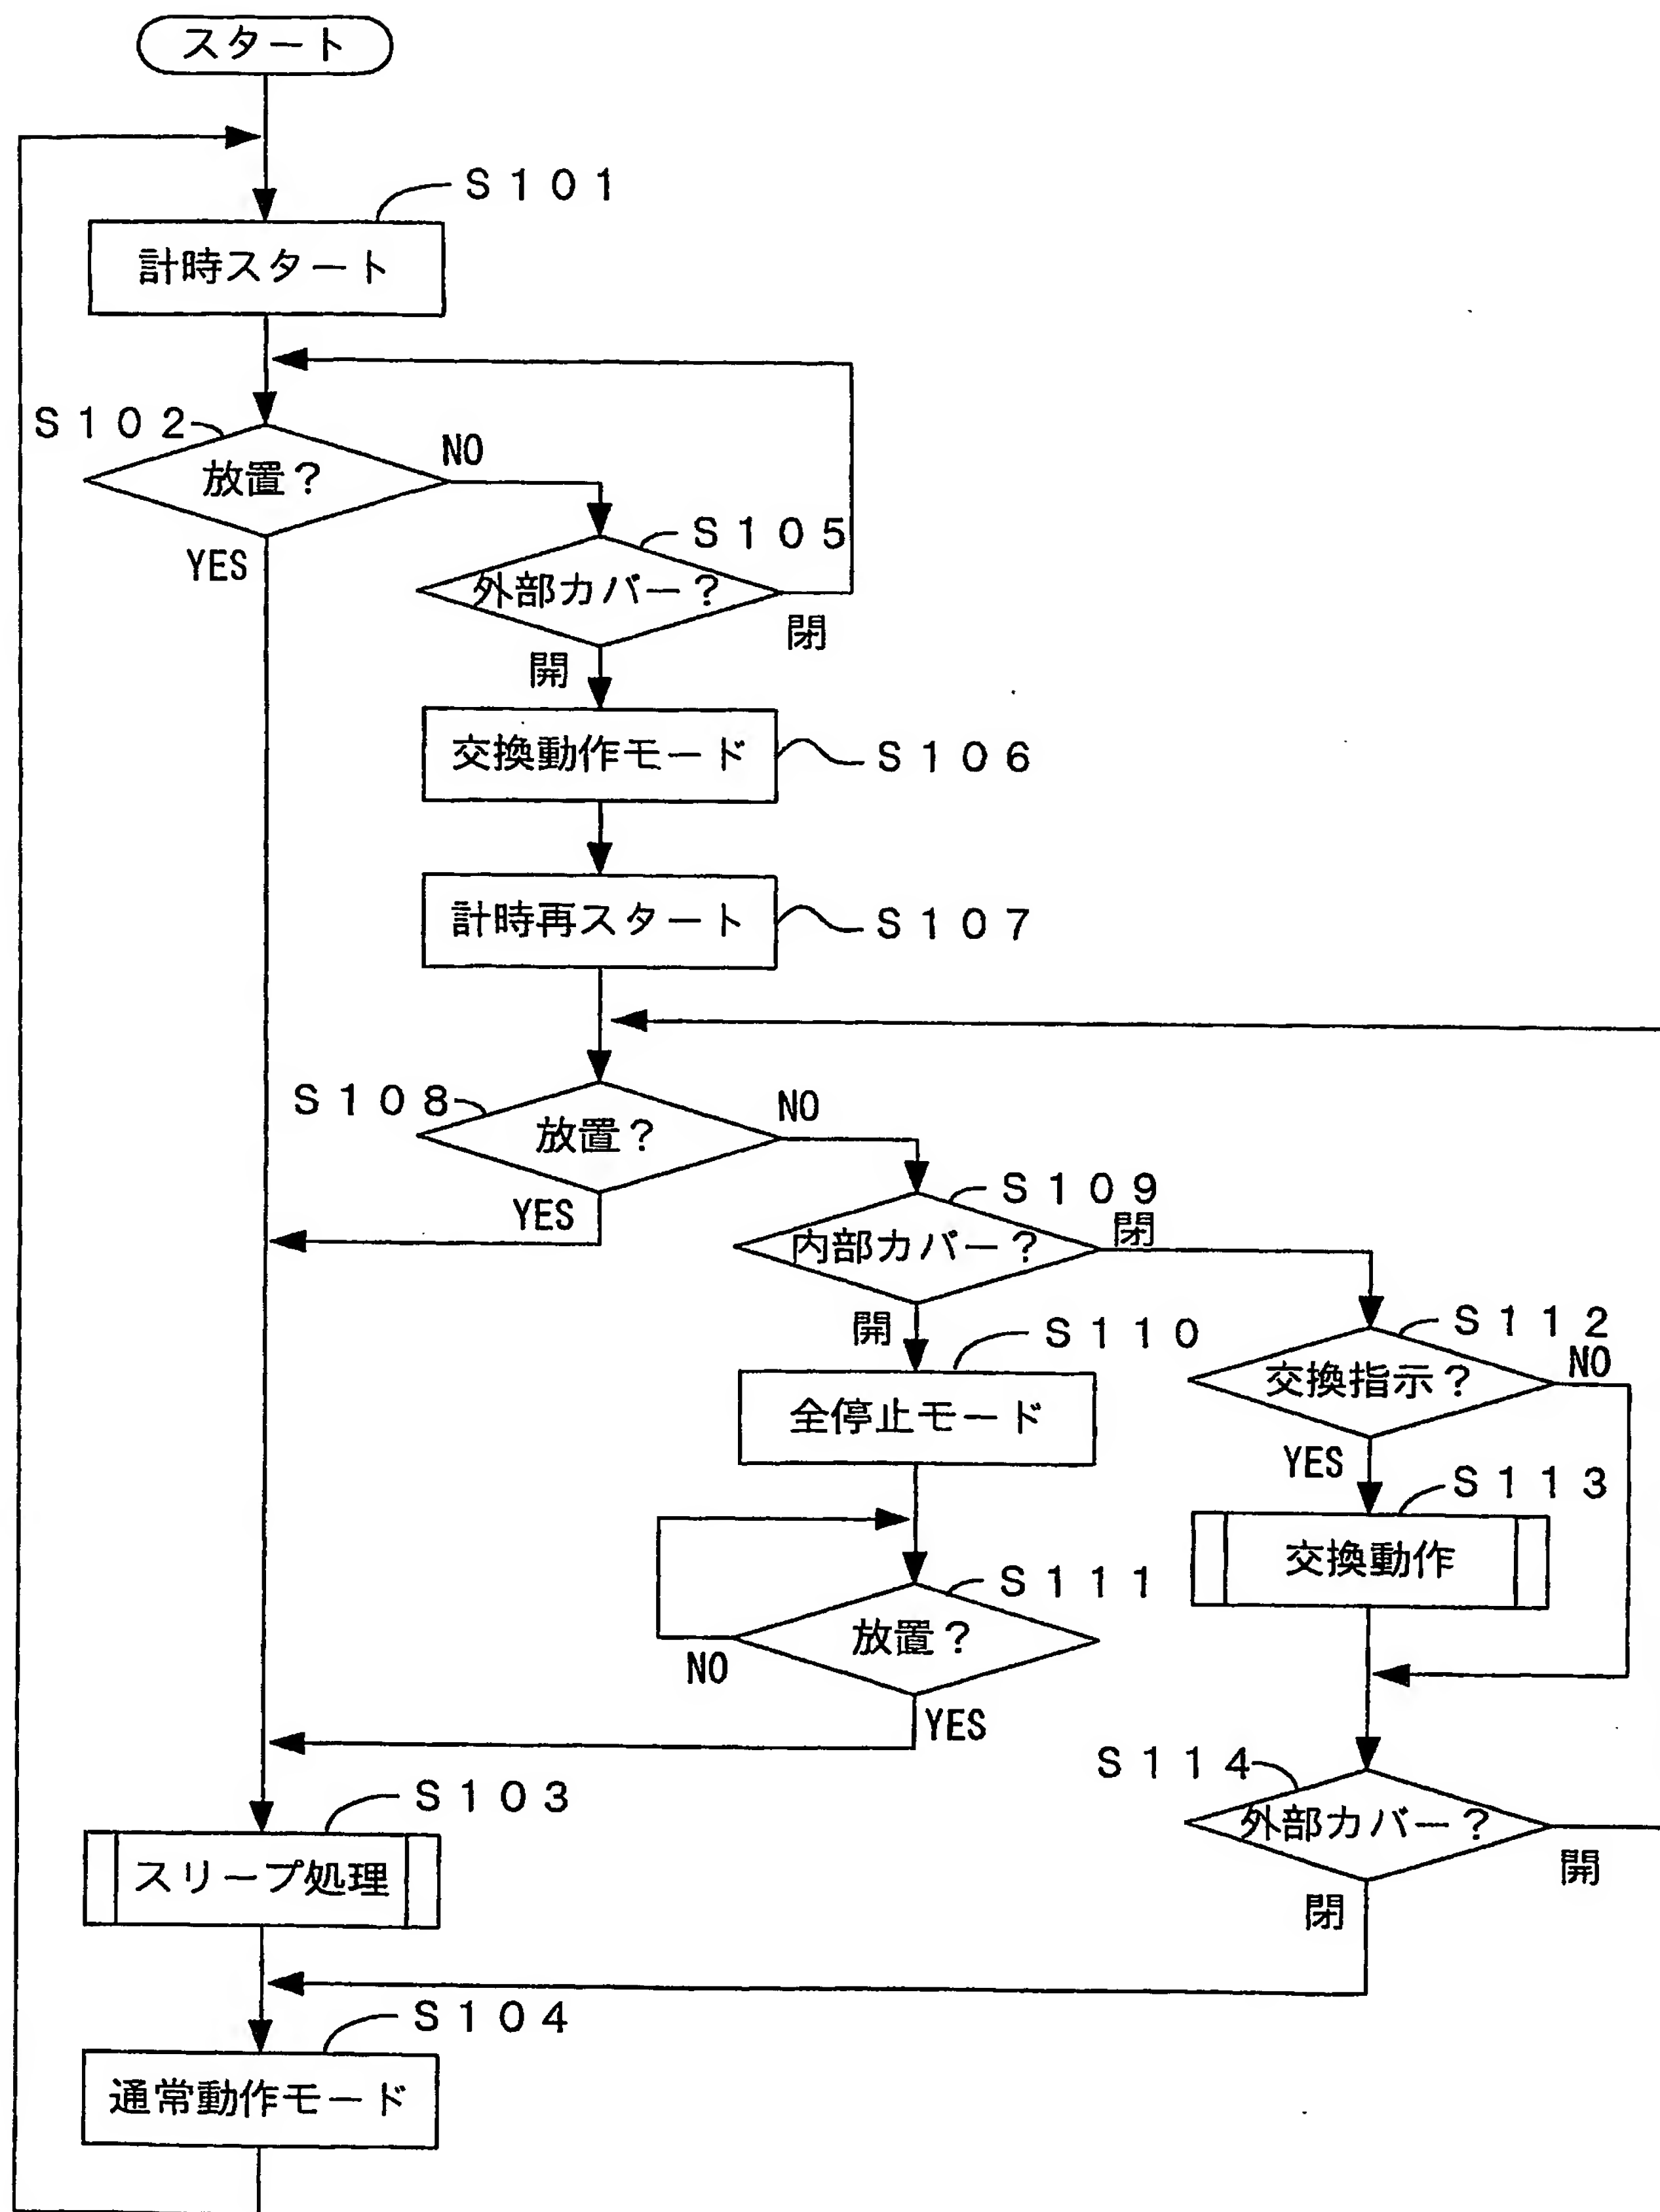 スタート
S101
計時スタート
S102
放置?
NO
YES
S105
外部カバー?
閉
開
交換動作モード
S106
計時再スタート
S107
S108
放置?
NO
YES
S109
内部カバー?
閉
開
S110
全停止モード
S112
交換指示?
NO
YES
S113
交換動作
S111
放置?
NO
YES
S114
外部カバー?
開
閉
S103
スリープ処理
S104
通常動作モード